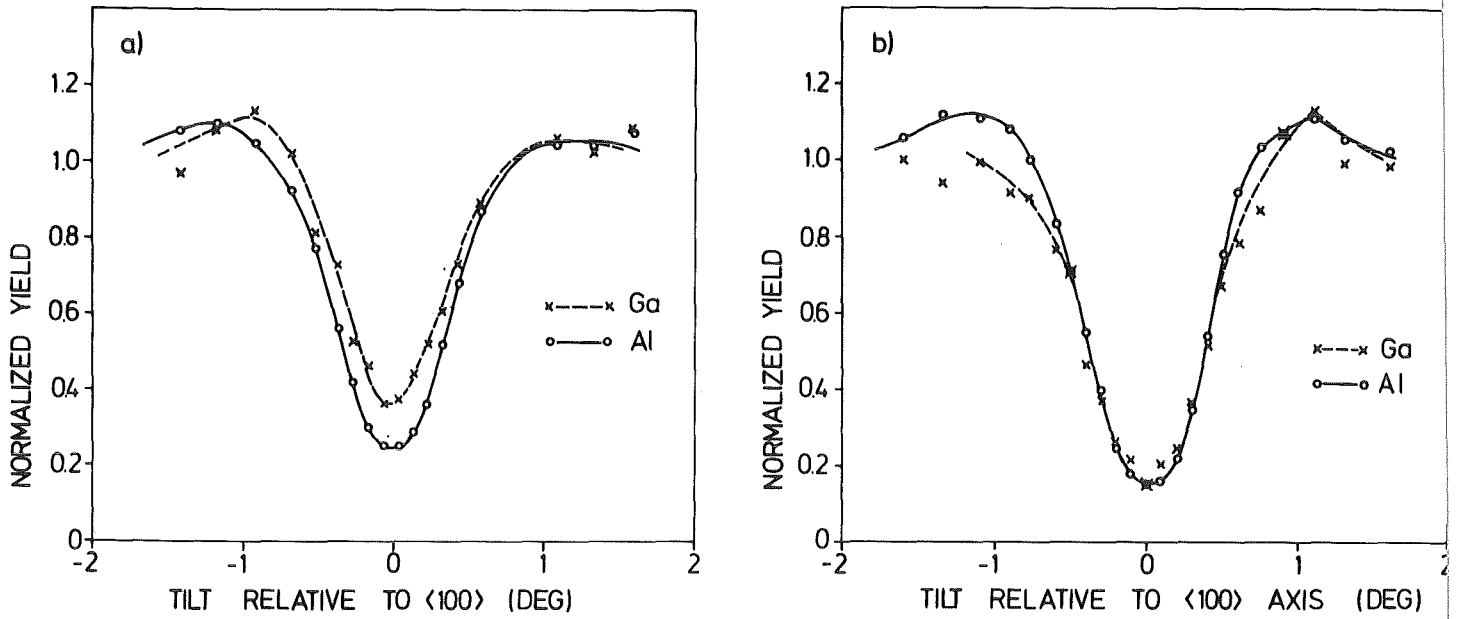 a)
1.2
1.0
0.8
0.6
0.4
0.2
0
-2
-1
0
1
2
NORMALIZED YIELD
TILT RELATIVE TO ⟨100⟩ (DEG)
x---x Ga
o—o Al
b)
1.2
1.0
0.8
0.6
0.4
0.2
0
-2
-1
0
1
NORMALIZED YIELD
TILT RELATIVE TO ⟨100⟩ AXIS (DEG)
x---x Ga
o—o Al